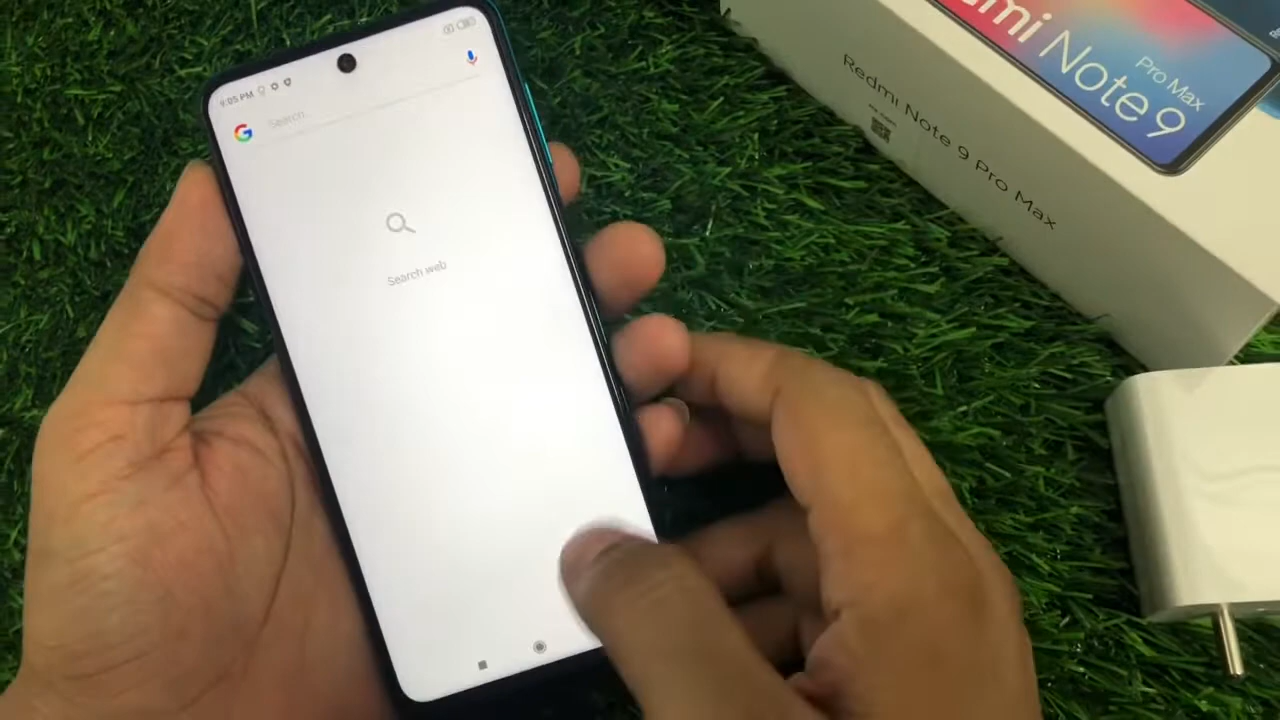 9:05 PM
Search
Search web
Redmi Note 9 Pro Max
mi Note 9
Pro Max